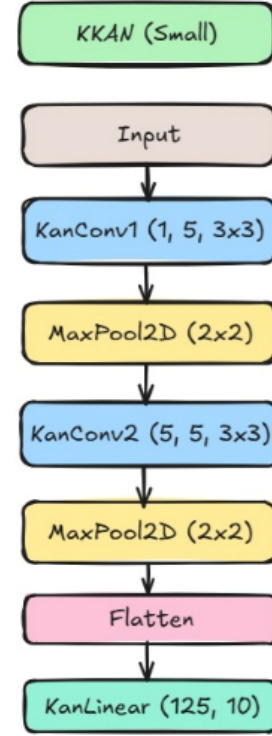 KKAN (Small)
Input
KanConv1 (1, 5, 3x3)
MaxPool2D (2x2)
KanConv2 (5, 5, 3x3)
MaxPool2D (2x2)
Flatten
KanLinear (125, 10)